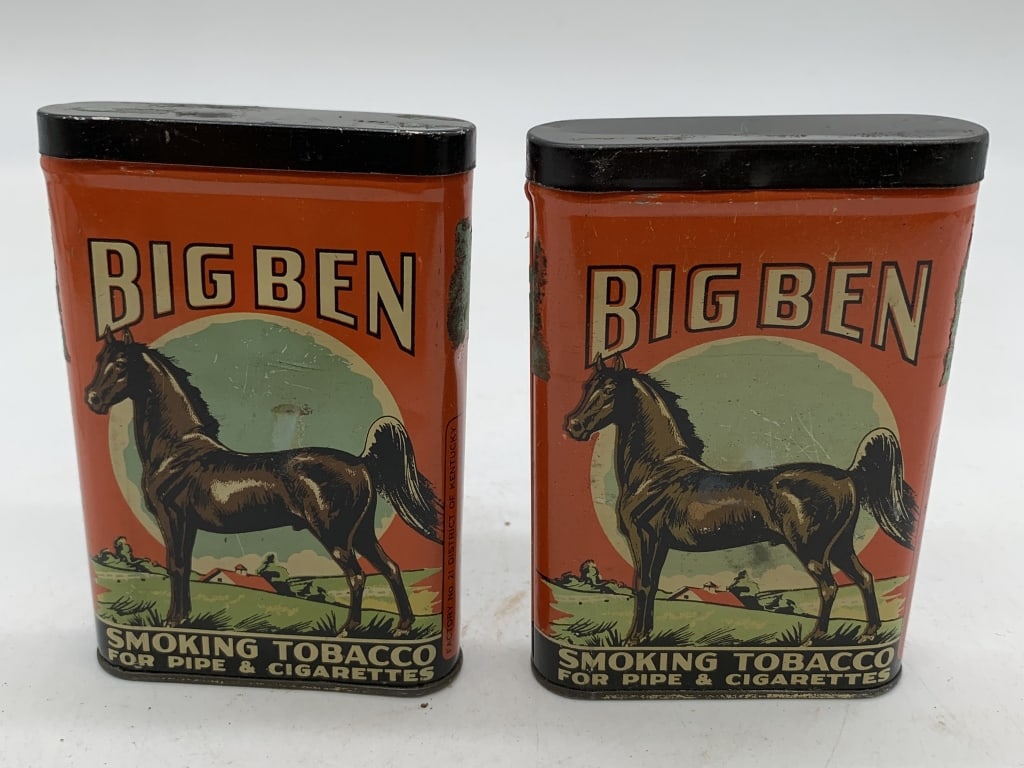 BIG BEN
FACTORY NO. 21 DISTRICT OF KENTUCKY
SMOKING TOBACCO
FOR PIPE & CIGARETTES
BIG BEN
SMOKING TOBACCO
FOR PIPE & CIGARETTES